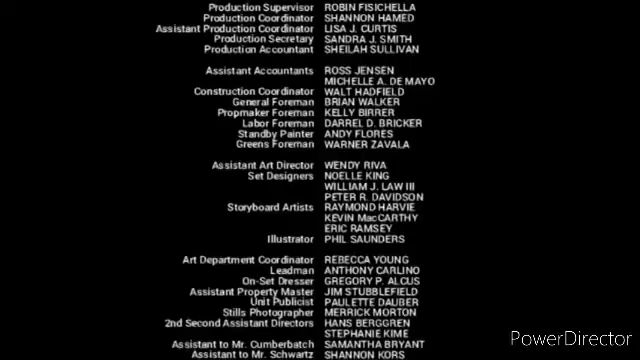 Production Supervisor ROBIN FISICHELLA
Production Coordinator SHANNON HAMED
Assistant Production Coordinator LISA J. CURTIS
Production Secretary SANDRA J. SMITH
Production Accountant SHEILAH SULLIVAN
Assistant Accountants ROSS JENSEN
MICHELLE A. DE MAYO
Construction Coordinator WALT HADFIELD
General Foreman BRIAN WALKER
Propmaker Foreman KELLY BIRRER
Labor Foreman DARREL D. BRICKER
Standby Painter ANDY FLORES
Greens Foreman WARNER ZAVALA
Assistant Art Director WENDY RIVA
Set Designers NOELLE KING
WILLIAM J. LAW III
PETER R. DAVIDSON
Storyboard Artists RAYMOND HARVIE
KEVIN MacCARTHY
ERIC RAMSEY
Illustrator PHIL SAUNDERS
Art Department Coordinator REBECCA YOUNG
Leadman ANTHONY CARLINO
On-Set Dresser GREGORY P. ALCUS
Assistant Property Master JIM STUBBLEFIELD
Unit Publicist PAULETTE DAUBER
Stills Photographer MERRICK MORTON
2nd Second Assistant Directors HANS BERGGREN
STEPHANIE KIME
Assistant to Mr. Cumberbatch SAMANTHA BRYANT
Assistant to Mr. Schwartz SHANNON KORS
PowerDirector